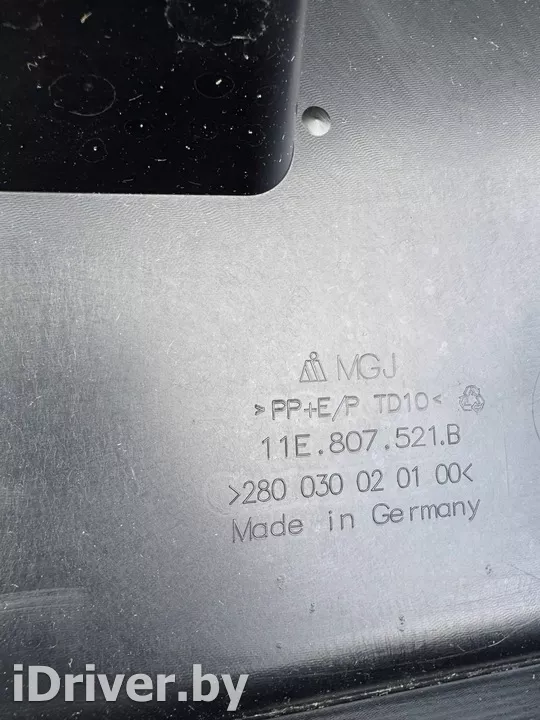 MGJ
>PP+E/P TD10<
11E.807.521.B
>280 030 02 01 00<
Made in Germany
iDriver.by